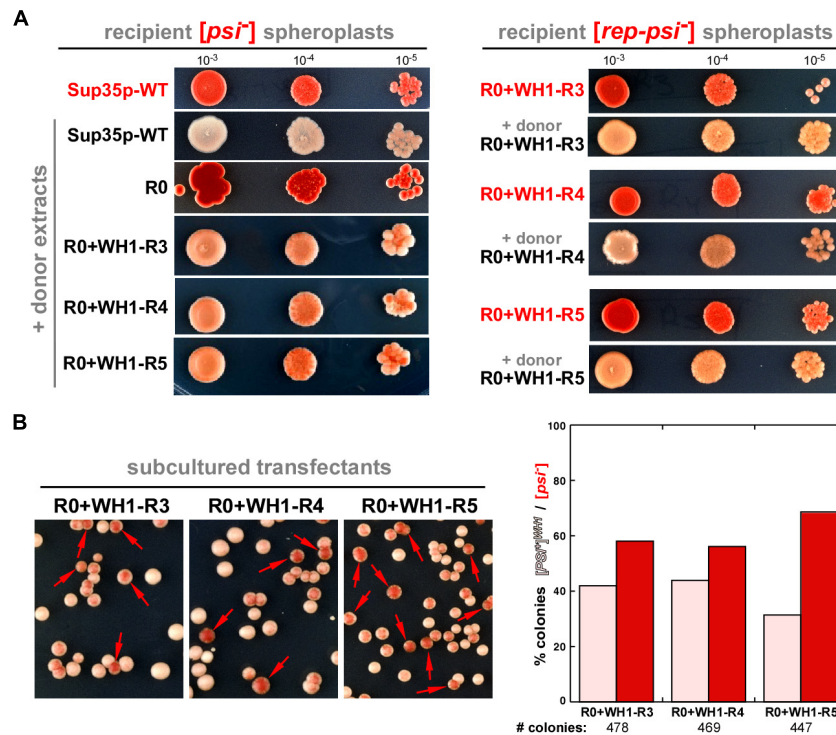 A
recipient [psi-] spheroplasts
10-3 10-4 10-5
Sup35p-WT
Sup35p-WT
R0
R0+WH1-R3
R0+WH1-R4
R0+WH1-R5
+ donor extracts
recipient [rep-psi-] spheroplasts
10-3 10-4 10-5
R0+WH1-R3
+ donor
R0+WH1-R3
R0+WH1-R4
+ donor
R0+WH1-R4
R0+WH1-R5
+ donor
R0+WH1-R5
B
subcultured transfectants
R0+WH1-R3 R0+WH1-R4 R0+WH1-R5
% colonies [PSI+]WH1 / [psi-]
100
80
60
40
20
0
R0+WH1-R3 R0+WH1-R4 R0+WH1-R5
# colonies: 478 469 447